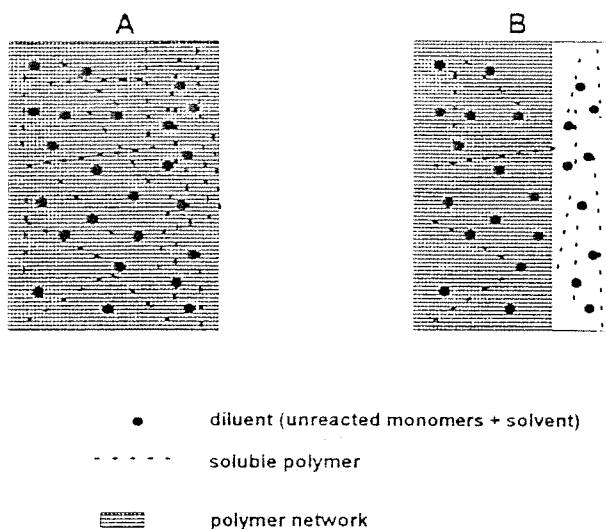 A
B
diluent (unreacted monomers + solvent)
soluble polymer
polymer network